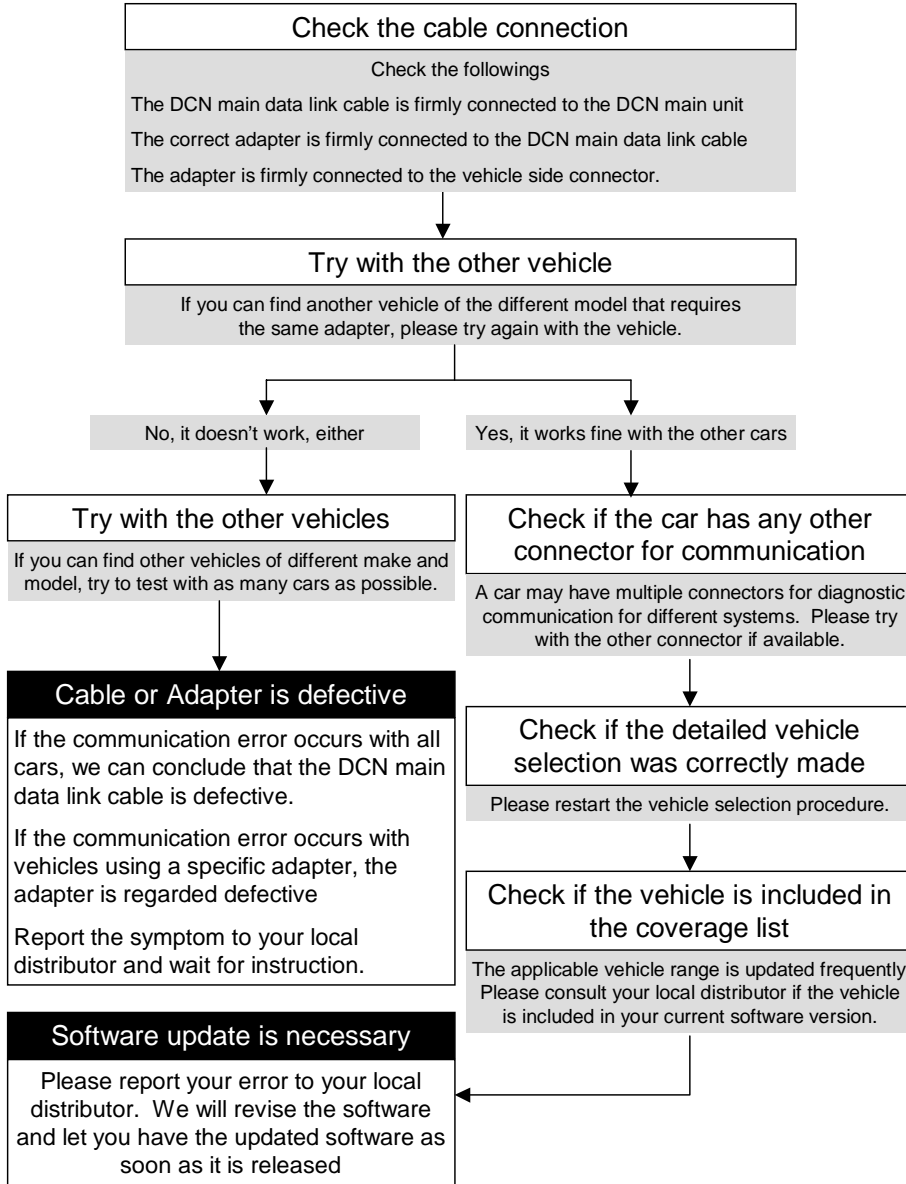 Check the cable connection
Check the followings
The DCN main data link cable is firmly connected to the DCN main unit
The correct adapter is firmly connected to the DCN main data link cable
The adapter is firmly connected to the vehicle side connector.
Try with the other vehicle
If you can find another vehicle of the different model that requires
the same adapter, please try again with the vehicle.
No, it doesn't work, either
Yes, it works fine with the other cars
Try with the other vehicles
If you can find other vehicles of different make and
model, try to test with as many cars as possible.
Cable or Adapter is defective
If the communication error occurs with all
cars, we can conclude that the DCN main
data link cable is defective.
If the communication error occurs with
vehicles using a specific adapter, the
adapter is regarded defective
Report the symptom to your local
distributor and wait for instruction.
Check if the car has any other
connector for communication
A car may have multiple connectors for diagnostic
communication for different systems.  Please try
with the other connector if available.
Check if the detailed vehicle
selection was correctly made
Please restart the vehicle selection procedure.
Check if the vehicle is included in
the coverage list
The applicable vehicle range is updated frequently
Please consult your local distributor if the vehicle
is included in your current software version.
Software update is necessary
Please report your error to your local
distributor.  We will revise the software
and let you have the updated software as
soon as it is released